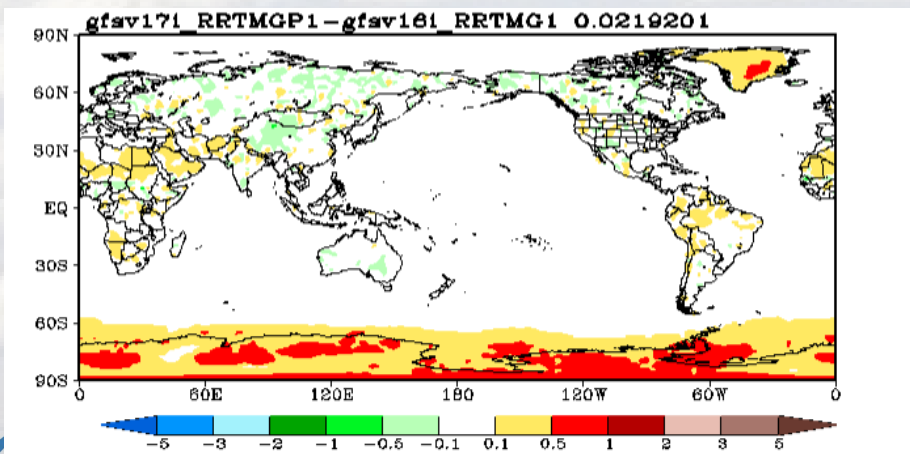 gfsv17i_RRTMGP1-gfsv16i_RRTMG1 0.0219201
90N
60N
30N
EQ
30S
60S
90S
0 60E 120E 180 120W 60W 0
-5 -3 -2 -1 -0.5 -0.1 0.1 0.5 1 2 3 5